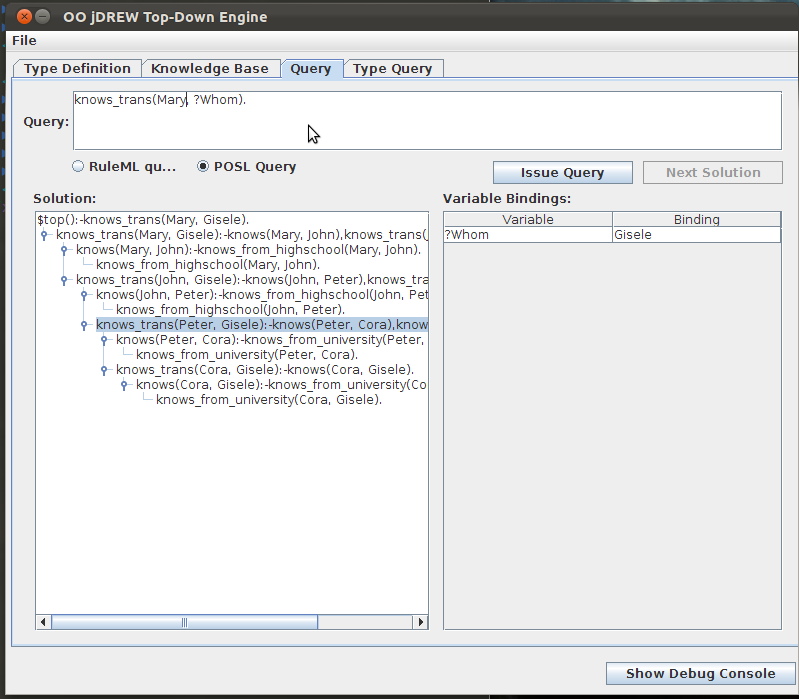 OO jDREW Top-Down Engine
File
Type Definition Knowledge Base Query Type Query
Query: knows_trans(Mary, ?Whom).
RuleML qu... POSL Query Issue Query Next Solution
Solution: Variable Bindings:
$top():-knows_trans(Mary, Gisele).
knows_trans(Mary, Gisele):-knows(Mary, John),knows_trans(
knows(Mary, John):-knows_from_highschool(Mary, John).
knows_from_highschool(Mary, John).
knows_trans(John, Gisele):-knows(John, Peter),knows_tra
knows(John, Peter):-knows_from_highschool(John, Pet
knows_from_highschool(John, Peter).
knows_trans(Peter, Gisele):-knows(Peter, Cora),know
knows(Peter, Cora):-knows_from_university(Peter,
knows_from_university(Peter, Cora).
knows_trans(Cora, Gisele):-knows(Cora, Gisele).
knows(Cora, Gisele):-knows_from_university(Co
knows_from_university(Cora, Gisele).
Variable Binding
?Whom Gisele
Show Debug Console